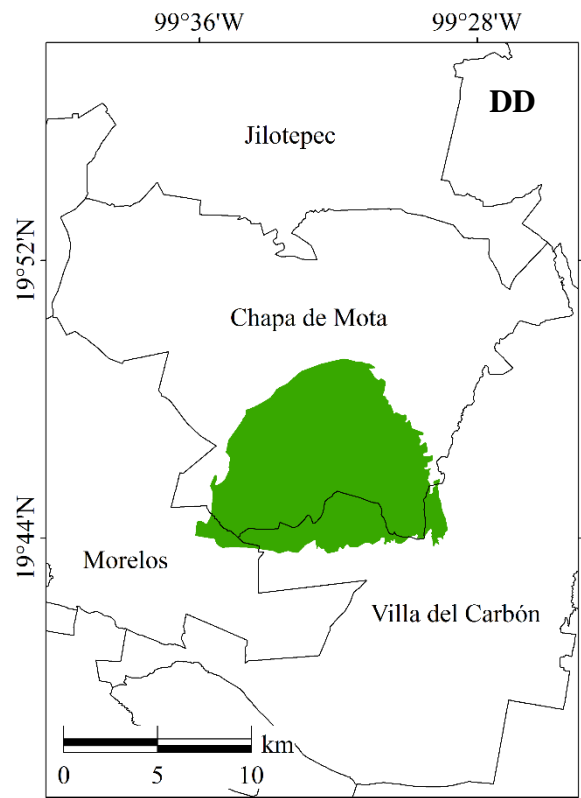 99°36'W 99°28'W
DD
Jilotepec
19°52'N
Chapa de Mota
19°44'N
Morelos
Villa del Carbón
km
0 5 10